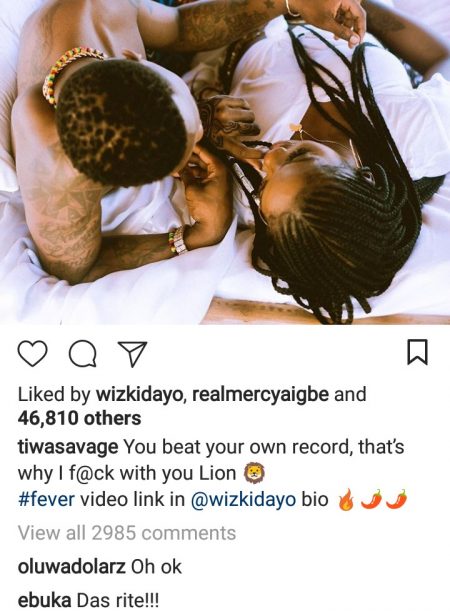 Liked by wizkidayo, realmercyaigbe and
46,810 others
tiwasavage You beat your own record, that's
why I f@ck with you Lion 🦁
#fever video link in @wizkidayo bio 🔥🌶️🌶️
View all 2985 comments
oluwadolarz Oh ok
ebuka Das rite!!!